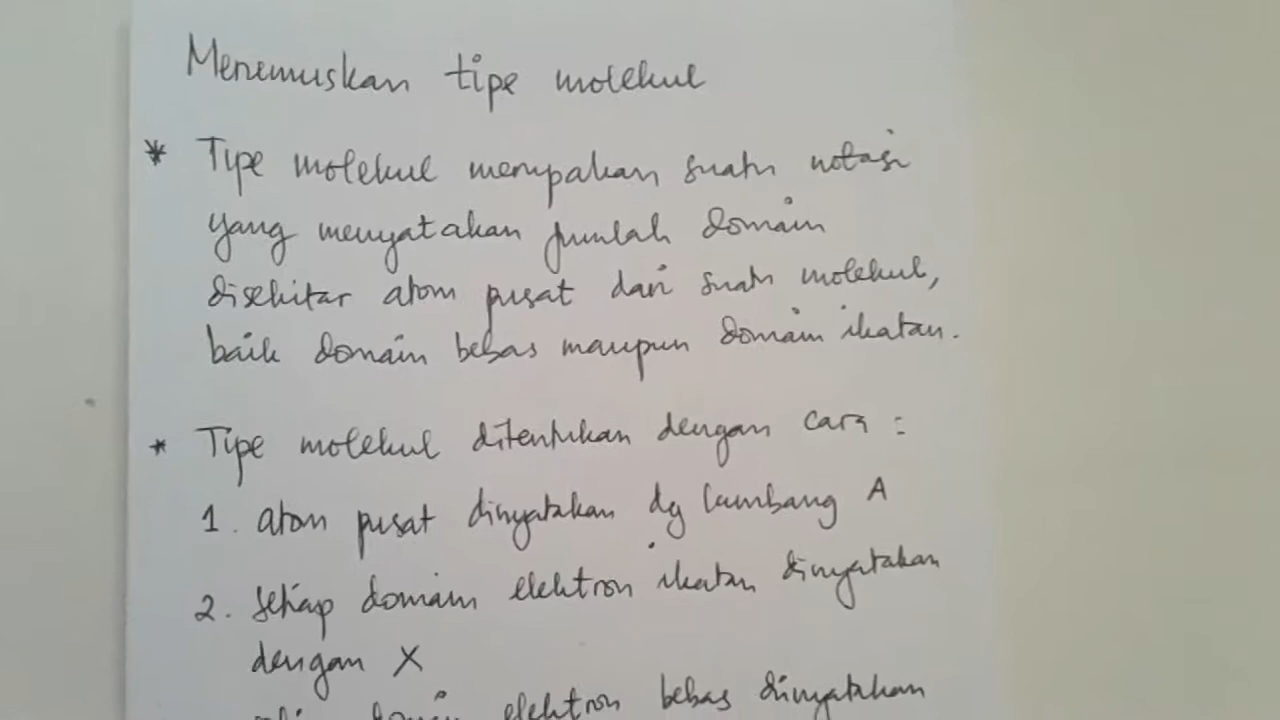 Menemuskan tipe molekul
* Tipe molekul merupakan suatu notasi
yang menyatakan jumlah domain
disekitar atom pusat dari suatu molekul,
baik domain bebas maupun domain ikatan.
* Tipe molekul ditentukan dengan cara :
1. atom pusat dinyatakan dg lambang A
2. setiap domain elektron ikatan dinyatakan
dengan X
domain elektron bebas dinyatakan